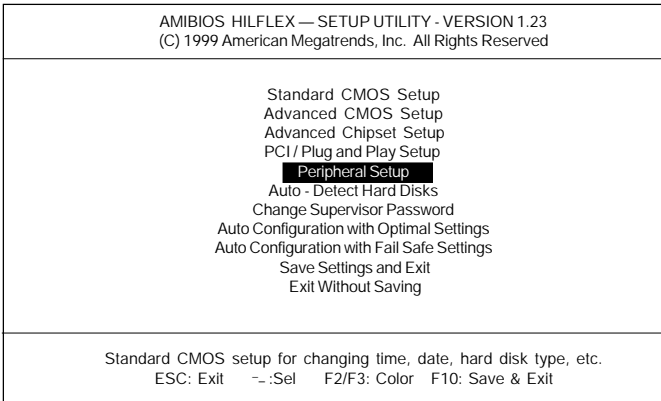 AMIBIOS HILFLEX — SETUP UTILITY - VERSION 1.23
(C) 1999 American Megatrends, Inc. All Rights Reserved
Standard CMOS Setup
Advanced CMOS Setup
Advanced Chipset Setup
PCI / Plug and Play Setup
Peripheral Setup
Auto - Detect Hard Disks
Change Supervisor Password
Auto Configuration with Optimal Settings
Auto Configuration with Fail Safe Settings
Save Settings and Exit
Exit Without Saving
Standard CMOS setup for changing time, date, hard disk type, etc.
ESC: Exit ¯_ :Sel F2/F3: Color F10: Save & Exit